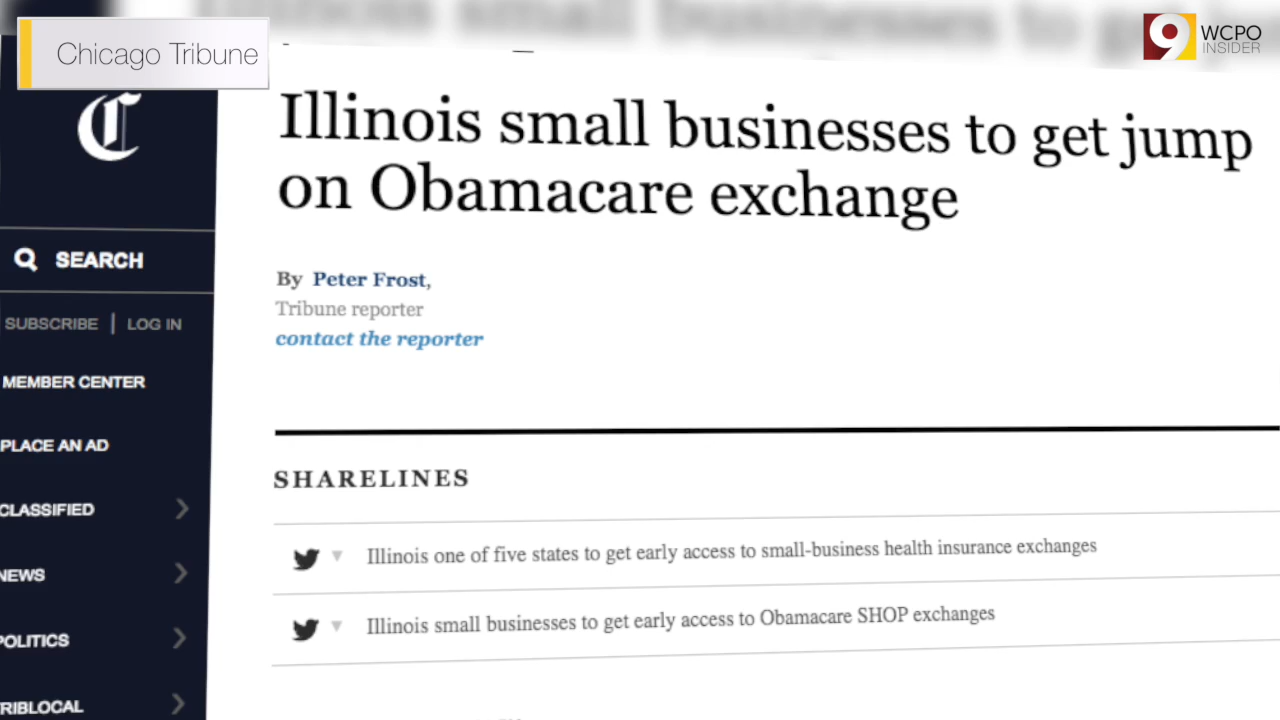 Chicago Tribune
9 WCPO
INSIDER
Illinois small businesses to get jump
on Obamacare exchange
By Peter Frost,
Tribune reporter
contact the reporter
SEARCH
SUBSCRIBE | LOG IN
MEMBER CENTER
PLACE AN AD
CLASSIFIED
NEWS
POLITICS
RIBLOCAL
SHARELINES
Illinois one of five states to get early access to small-business health insurance exchanges
Illinois small businesses to get early access to Obamacare SHOP exchanges